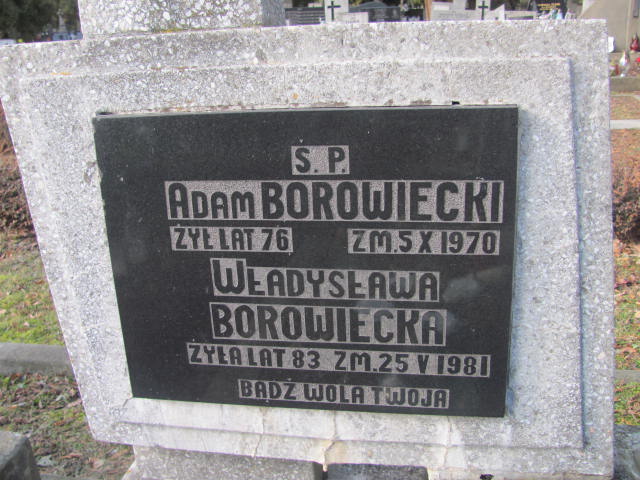 S. P.
ADAM BOROWIECKI
ŻYŁ LAT 76 ZM. 5 X 1970
WŁADYSŁAWA
BOROWIECKA
ŻYŁA LAT 83 ZM. 25 V 1981
BĄDŹ WOLA TWOJA